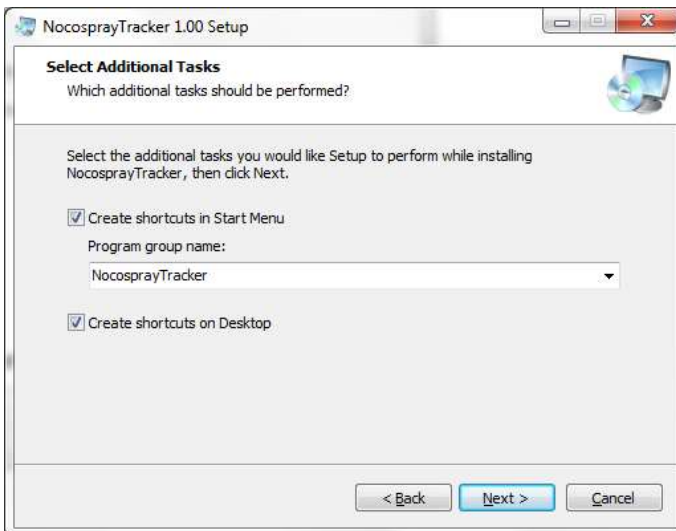 NocosprayTracker 1.00 Setup
Select Additional Tasks
Which additional tasks should be performed?
Select the additional tasks you would like Setup to perform while installing
NocosprayTracker, then click Next.
Create shortcuts in Start Menu
Program group name:
NocosprayTracker
Create shortcuts on Desktop
< Back
Next >
Cancel